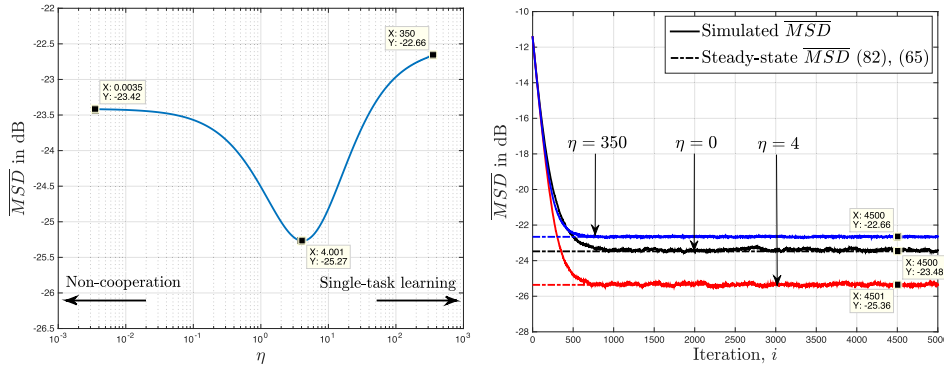 -22
-22.5
-23
-23.5
-24
-24.5
-25
-25.5
-26
-26.5
MSD in dB
X: 350
Y: -22.66
X: 0.0035
Y: -23.42
X: 4.001
Y: -25.27
Non-cooperation
Single-task learning
10^-3
10^-2
10^-1
10^0
10^1
10^2
10^3
η
-10
-12
-14
-16
-18
-20
-22
-24
-26
-28
MSD in dB
Simulated MSD
Steady-state MSD (82), (65)
η = 350
η = 0
η = 4
X: 4500
Y: -22.66
X: 4500
Y: -23.48
X: 4501
Y: -25.36
0
500
1000
1500
2000
2500
3000
3500
4000
4500
5000
Iteration, i